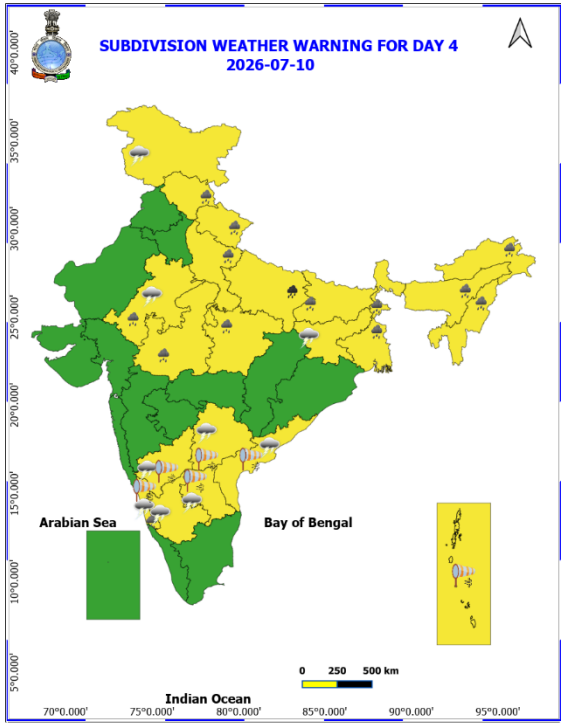 SUBDIVISION WEATHER WARNING FOR DAY 4
2026-07-10
40°0.000'
35°0.000'
30°0.000'
25°0.000'
20°0.000'
15°0.000'
10°0.000'
5°0.000'
Arabian Sea
Bay of Bengal
0 250 500 km
Indian Ocean
70°0.000' 75°0.000' 80°0.000' 85°0.000' 90°0.000' 95°0.000'